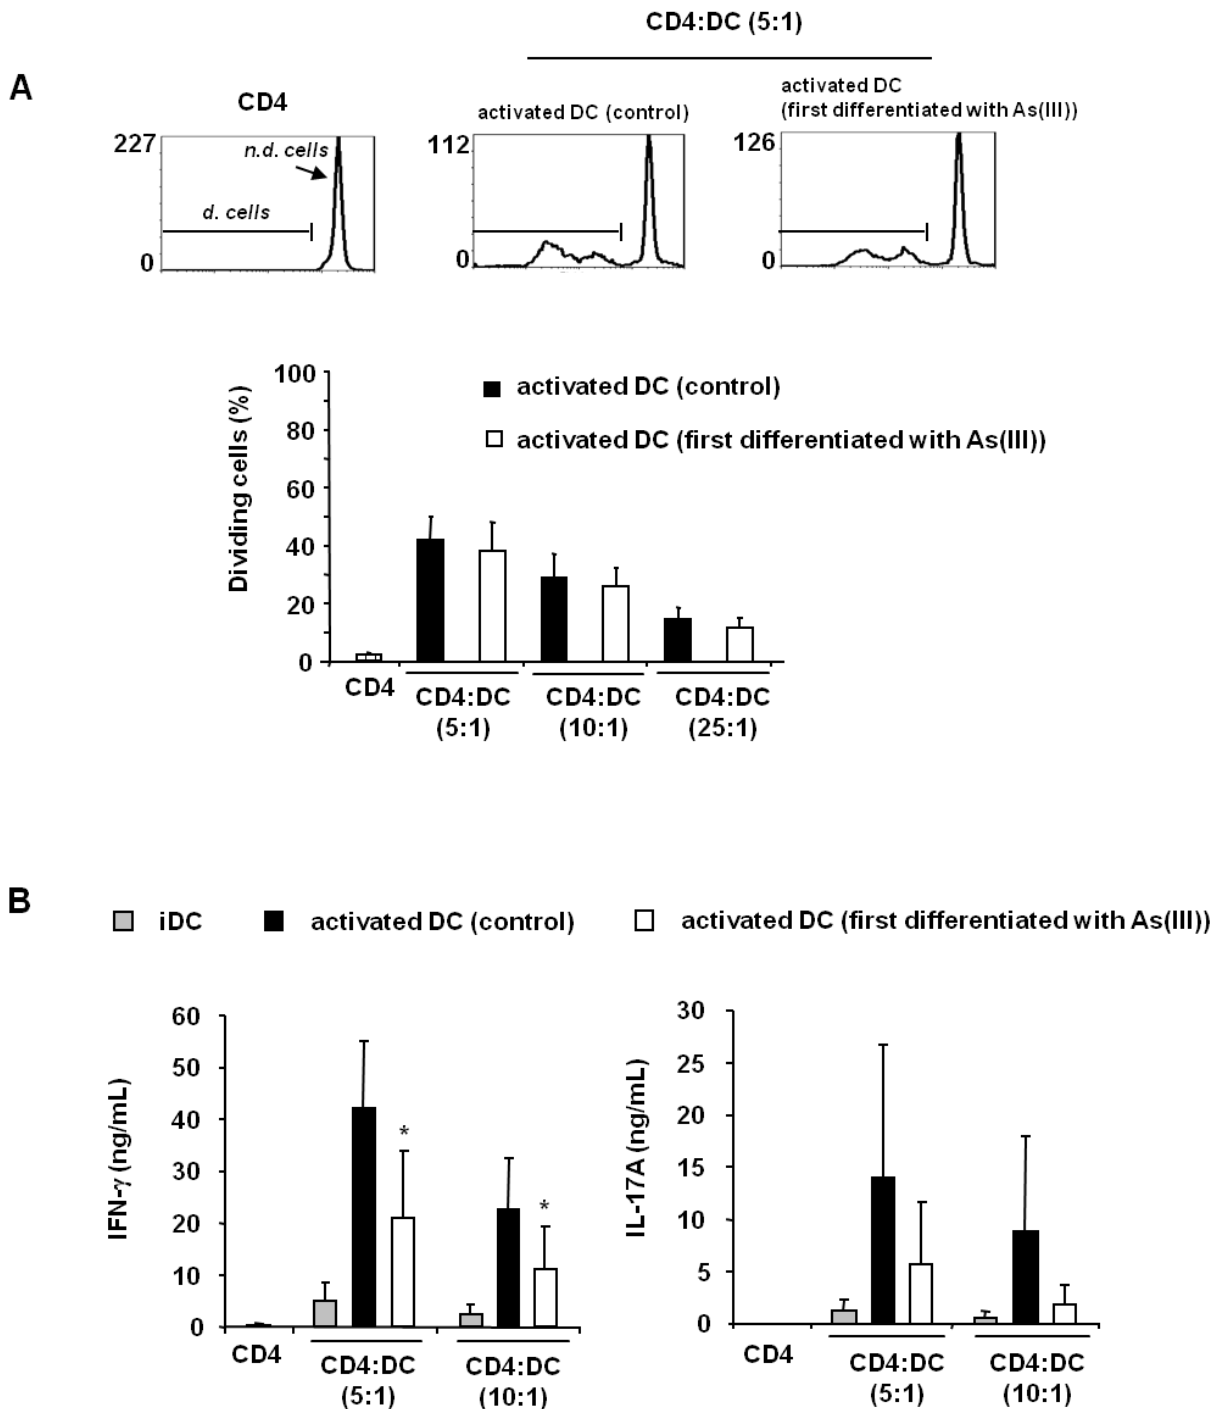 CD4:DC (5:1)
A
CD4
activated DC (control)
activated DC
(first differentiated with As(III))
227
n.d. cells
d. cells
0
112
0
126
0
Dividing cells (%)
100
80
60
40
20
0
activated DC (control)
activated DC (first differentiated with As(III))
CD4
CD4:DC
(5:1)
CD4:DC
(10:1)
CD4:DC
(25:1)
B
iDC
activated DC (control)
activated DC (first differentiated with As(III))
IFN-γ (ng/mL)
60
50
40
30
20
10
0
*
*
CD4
CD4:DC
(5:1)
CD4:DC
(10:1)
IL-17A (ng/mL)
30
25
20
15
10
5
0
CD4
CD4:DC
(5:1)
CD4:DC
(10:1)